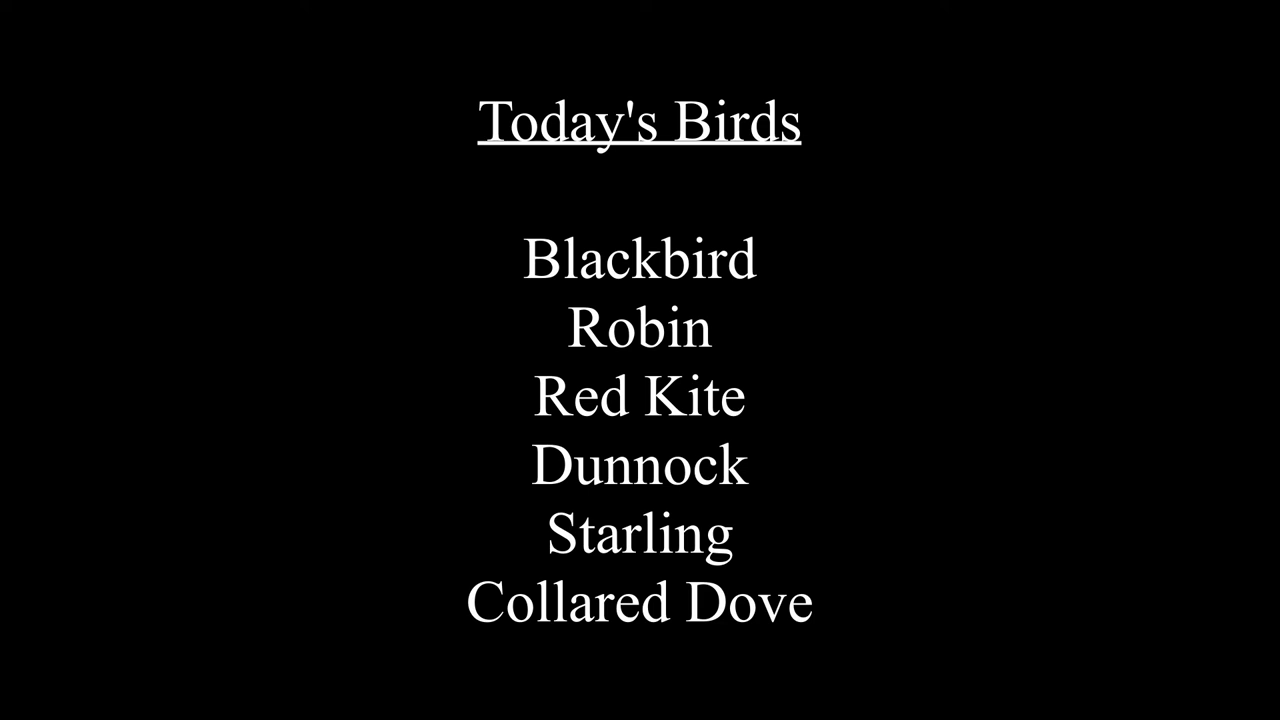 Today's Birds
Blackbird
Robin
Red Kite
Dunnock
Starling
Collared Dove